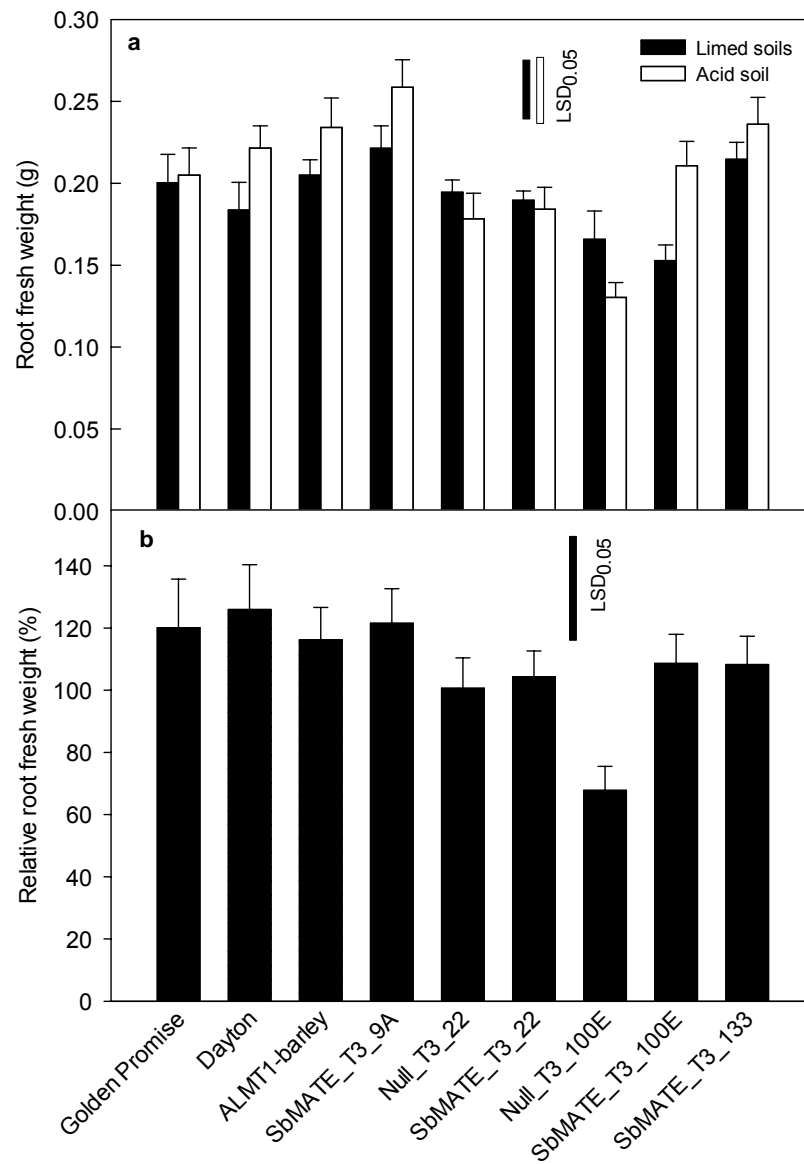 a
Limed soils
Acid soil
LSD0.05
Root fresh weight (g)
0.30
0.25
0.20
0.15
0.10
0.05
0.00
b
LSD0.05
Relative root fresh weight (%)
140
120
100
80
60
40
20
0
Golden Promise
Dayton
ALMT1-barley
SbMATE_T3_9A
Null_T3_22
SbMATE_T3_22
Null_T3_100E
SbMATE_T3_100E
SbMATE_T3_133